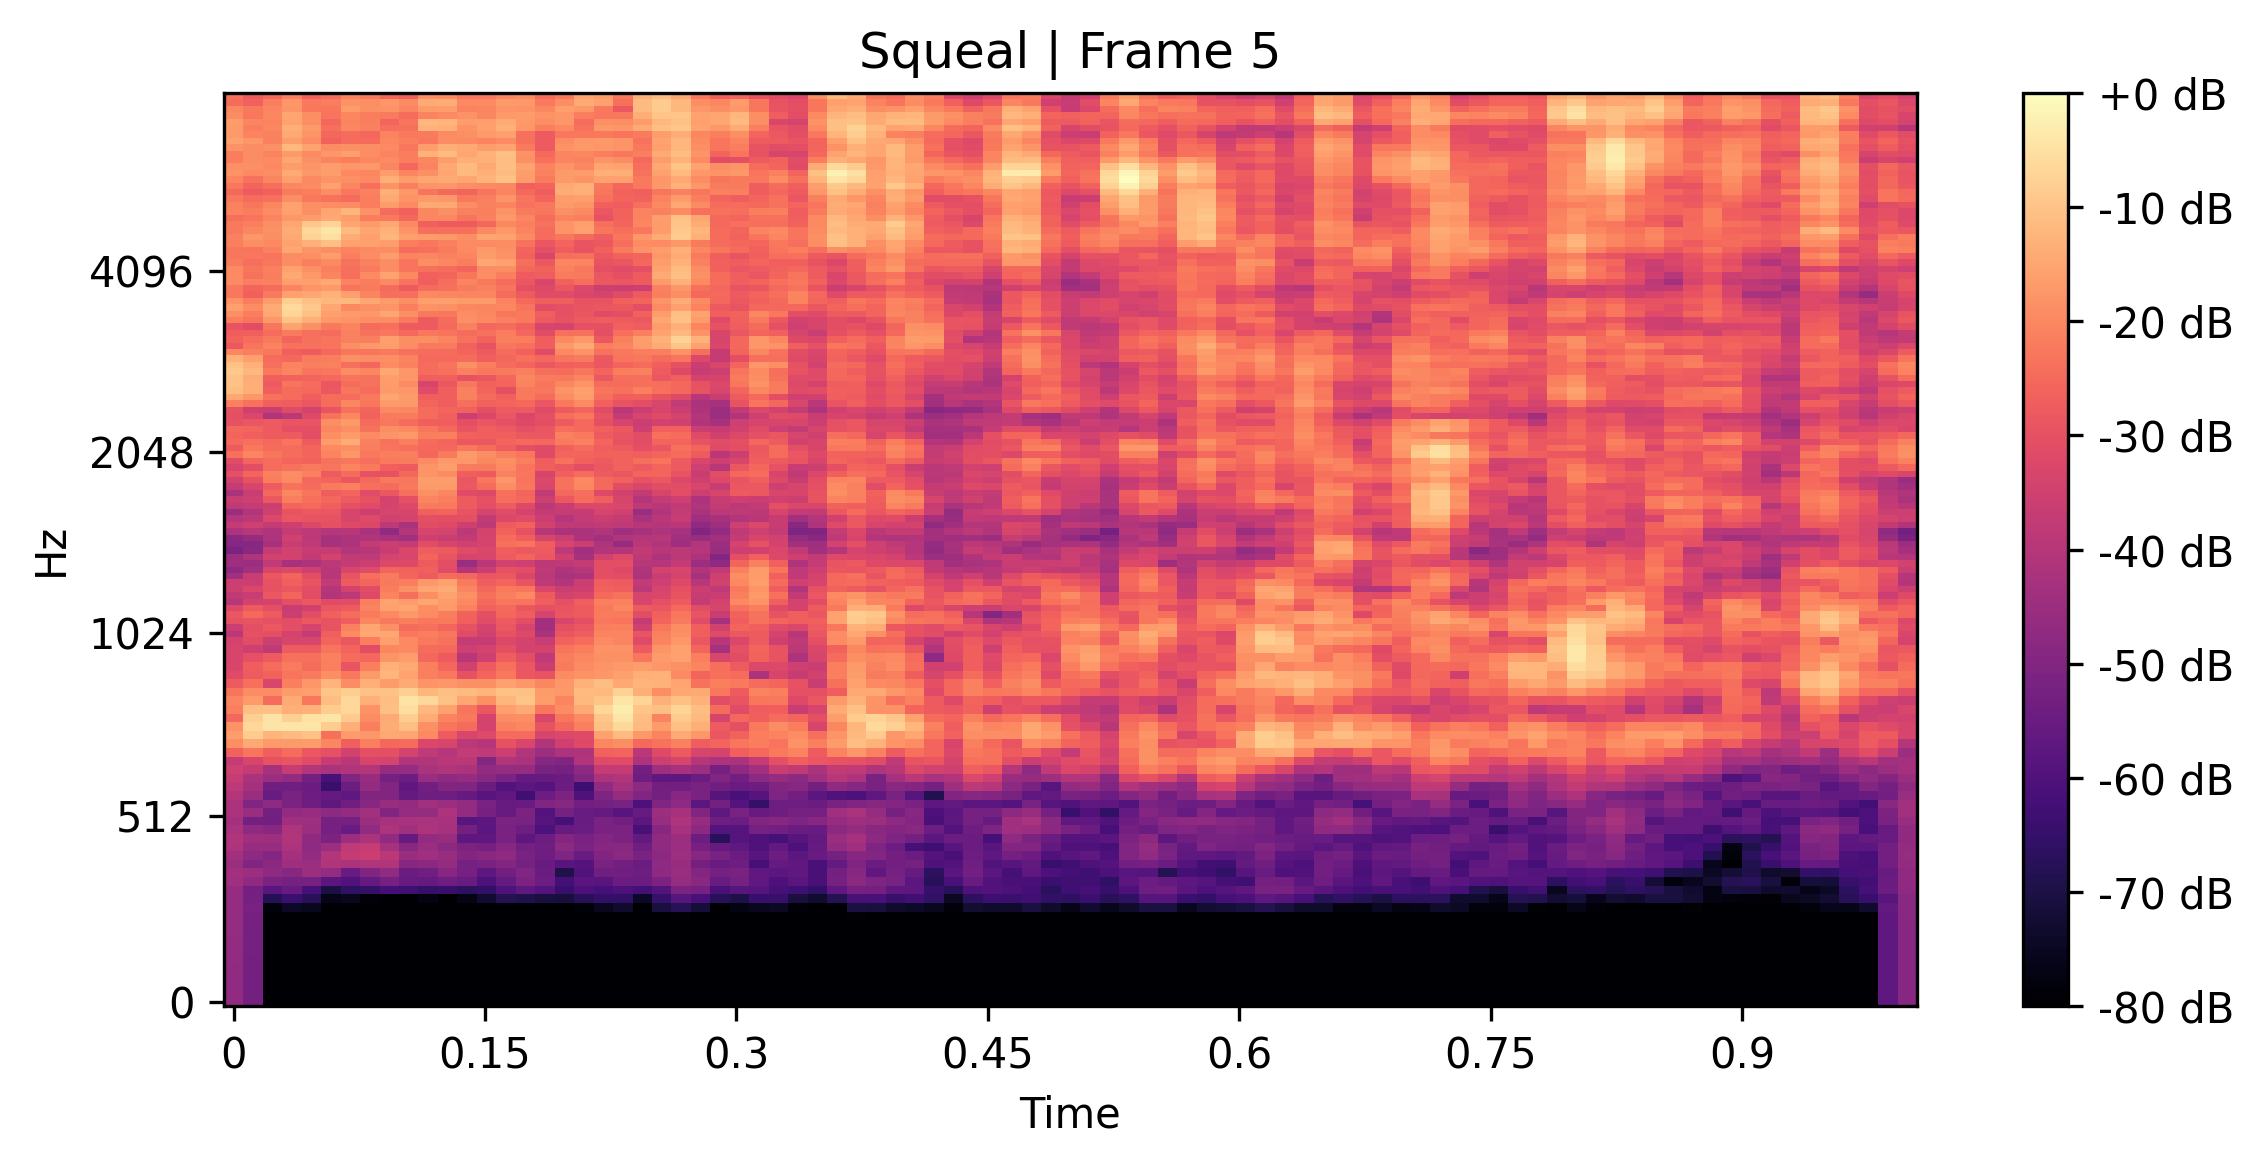 Squeal | Frame 5
Hz
4096
2048
1024
512
0
0 0.15 0.3 0.45 0.6 0.75 0.9
Time
+0 dB
-10 dB
-20 dB
-30 dB
-40 dB
-50 dB
-60 dB
-70 dB
-80 dB